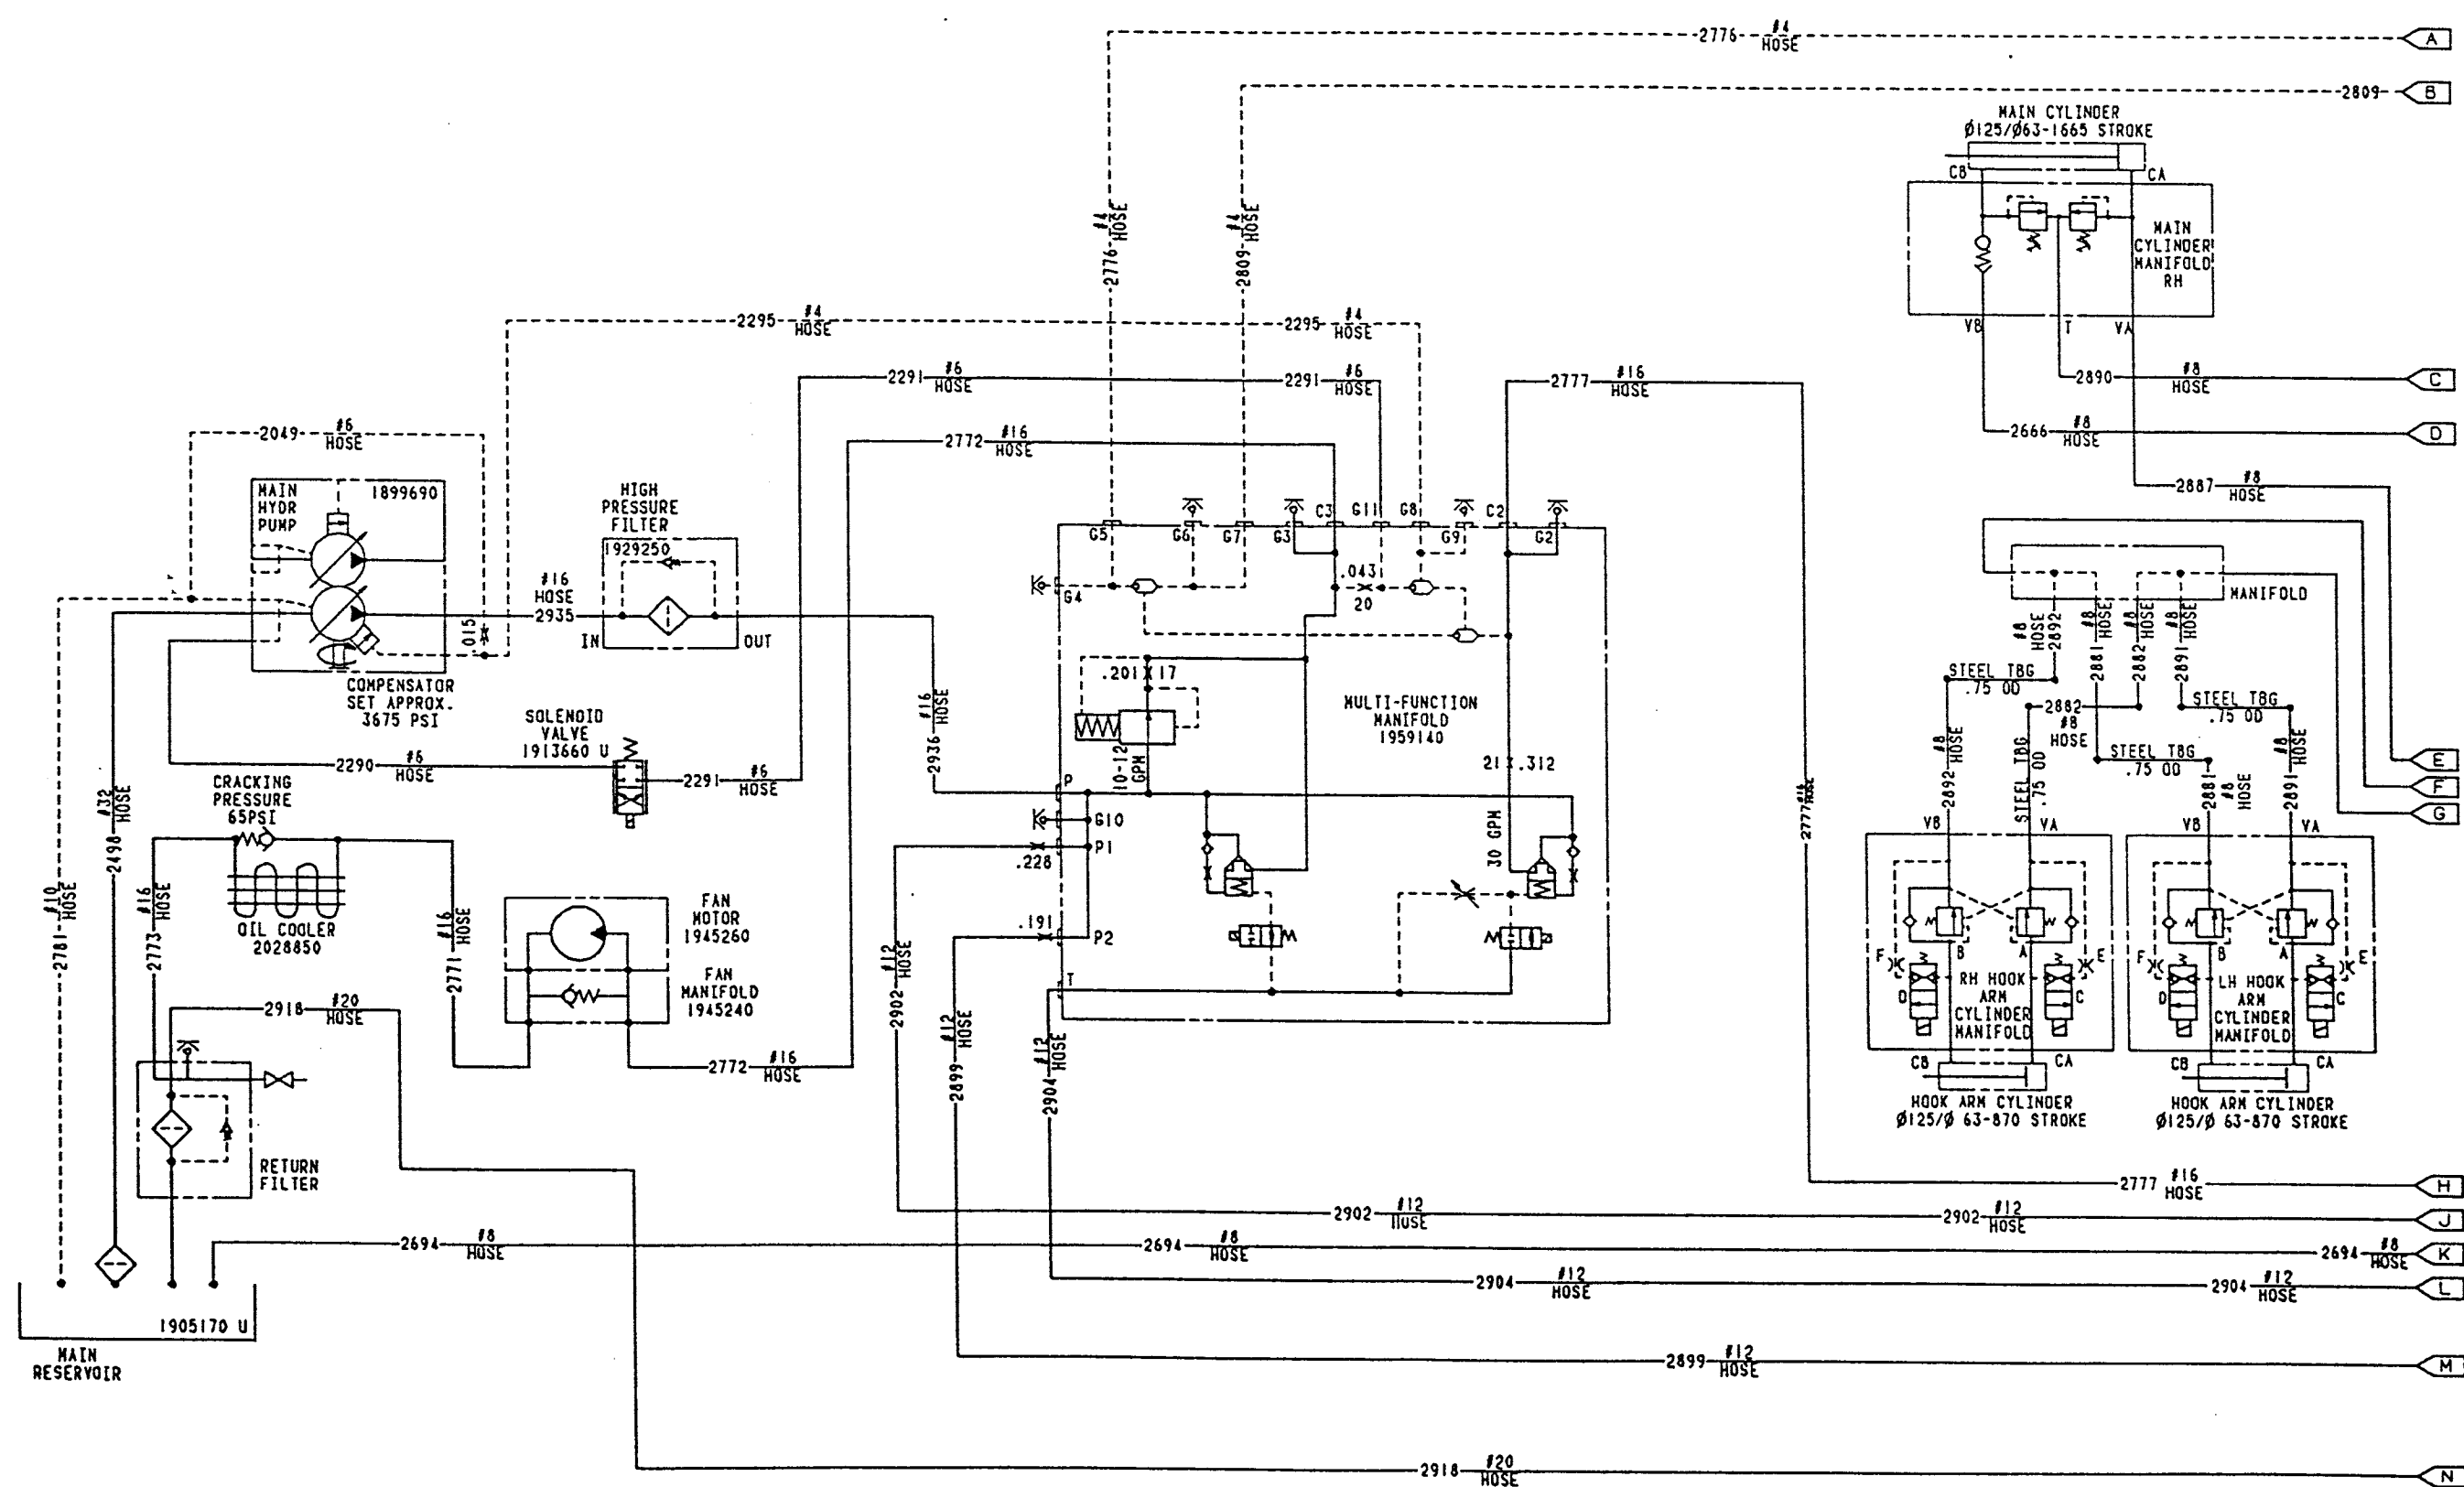 2776 #4 HOSE
A
2809
B
MAIN CYLINDER
Ø125/Ø63-1665 STROKE
CB
CA
MAIN
CYLINDER
MANIFOLD
RH
VB
T
VA
#4 HOSE
2776
#4 HOSE
2809
2295 #4 HOSE
2295 #4 HOSE
2291 #6 HOSE
2291 #6 HOSE
2777 #16 HOSE
2890 #8 HOSE
C
2049 #6 HOSE
2772 #16 HOSE
2666 #8 HOSE
D
2887 #8 HOSE
MAIN
HYDR
PUMP
1899690
HIGH
PRESSURE
FILTER
1929250
IN
OUT
#16
HOSE
2935
.015
COMPENSATOR
SET APPROX.
3675 PSI
SOLENOID
VALVE
1913660 U
2290 #6 HOSE
2291 #6 HOSE
2936 #16 HOSE
G5
G6
G7
G3
C3
G11
G8
G9
C2
G2
G4
.043
20
.201 17
10-12
GPM
MULTI-FUNCTION
MANIFOLD
1959140
21 .312
30 GPM
P
G10
P1
.228
.191
P2
T
MANIFOLD
#8
HOSE
2892
#8
HOSE
2881
#8
HOSE
2882
#8
HOSE
2891
STEEL TBG
.75 OD
2882
#8
HOSE
STEEL TBG
.75 OD
STEEL TBG
.75 OD
STEEL TBG
.75 OD
2892 #8 HOSE
2881
#8
HOSE
2891 #8 HOSE
E
F
G
2777 #16 HOSE
CRACKING
PRESSURE
65PSI
OIL COOLER
2028850
2498 #32 HOSE
2781 #10 HOSE
2773 #16 HOSE
2771 #16 HOSE
FAN
MOTOR
1945260
FAN
MANIFOLD
1945240
2918 #20 HOSE
2772 #16 HOSE
2902 #12 HOSE
2899 #12 HOSE
2904 #12 HOSE
VB
VA
F
B
A
E
D
C
RH HOOK
ARM
CYLINDER
MANIFOLD
CB
CA
HOOK ARM CYLINDER
Ø125/Ø 63-870 STROKE
VB
VA
F
B
A
E
D
C
LH HOOK
ARM
CYLINDER
MANIFOLD
CB
CA
HOOK ARM CYLINDER
Ø125/Ø 63-870 STROKE
RETURN
FILTER
2777 #16 HOSE
H
2902 #12 HOSE
2902 #12 HOSE
J
2694 #8 HOSE
2694 #8 HOSE
2694 #8 HOSE
K
2904 #12 HOSE
2904 #12 HOSE
L
1905170 U
MAIN
RESERVOIR
2899 #12 HOSE
M
2918 #20 HOSE
N